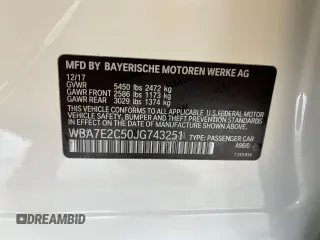 MFD. BY BAYERISCHE MOTOREN WERKE AG
12/17
GVWR 5450 lbs 2472 kg
GAWR FRONT 2586 lbs 1173 kg
GAWR REAR 3029 lbs 1374 kg
THIS VEHICLE CONFORMS TO ALL APPLICABLE U.S.FEDERAL MOTOR
VEHICLE SAFETY, BUMPER, AND THEFT PREVENTION STANDARDS
IN EFFECT ON THE DATE OF MANUFACTURE SHOWN ABOVE.
WBA7E2C50JG743251 TYPE: PASSENGER CAR
A96/0
DREAMBID